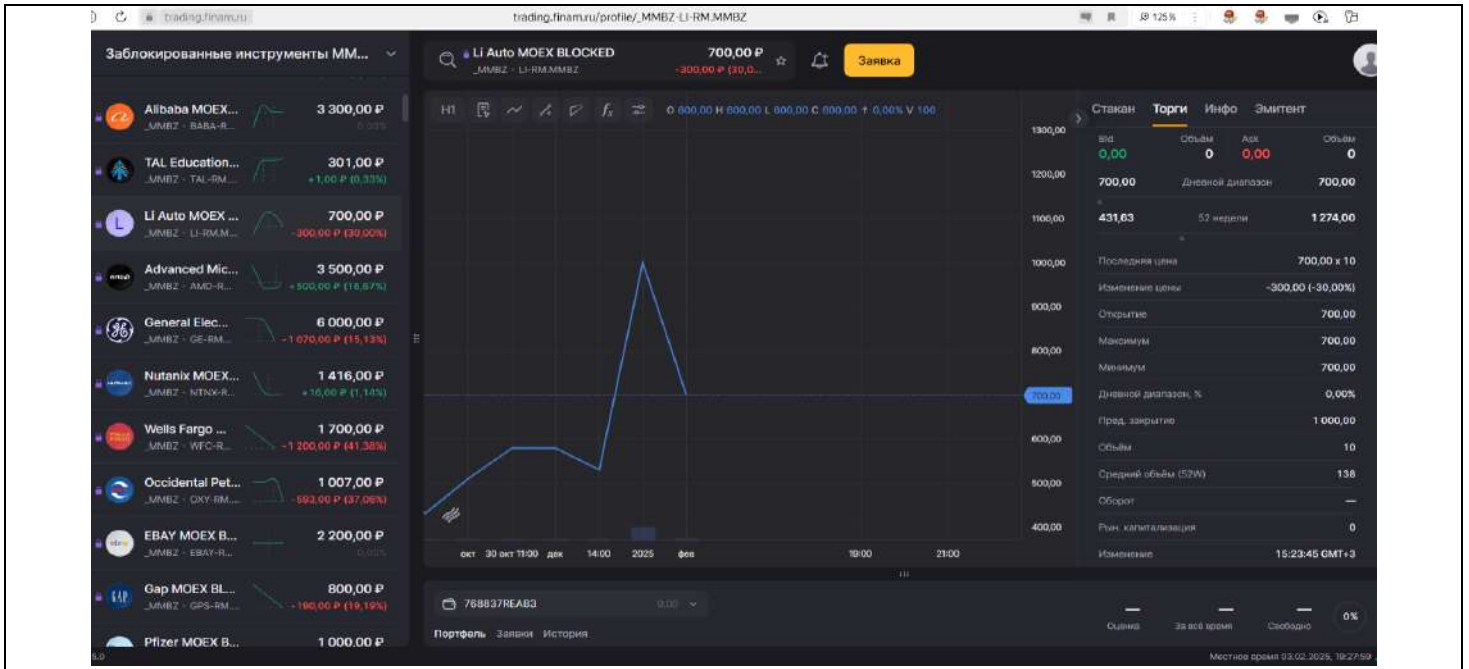 trading.finam.ru
trading.finam.ru/profile/_MMBZ-LI-RM.MMBZ
125 %
Заблокированные инструменты MM...
Li Auto MOEX BLOCKED
_MMBZ · LI-RM.MMBZ
700,00 ₽
-300,00 ₽ (30,0...
Заявка
Alibaba MOEX...
3 300,00 ₽
_MMBZ · BABA-R...
0,00%
TAL Education...
301,00 ₽
_MMBZ · TAL-RM....
+1,00 ₽ (0,33%)
Li Auto MOEX ...
700,00 ₽
_MMBZ · LI-RM.M...
-300,00 ₽ (30,00%)
Advanced Mic...
3 500,00 ₽
_MMBZ · AMD-R...
+500,00 ₽ (16,67%)
General Elec...
6 000,00 ₽
_MMBZ · GE-RM...
-1 070,00 ₽ (15,13%)
Nutanix MOEX...
1 416,00 ₽
_MMBZ · NTNX-R...
+16,00 ₽ (1,14%)
Wells Fargo ...
1 700,00 ₽
_MMBZ · WFC-R...
-1 200,00 ₽ (41,38%)
Occidental Pet...
1 007,00 ₽
_MMBZ · OXY-RM....
-593,00 ₽ (37,06%)
EBAY MOEX B...
2 200,00 ₽
_MMBZ · EBAY-R...
0,00%
Gap MOEX BL...
800,00 ₽
_MMBZ · GPS-RM...
-190,00 ₽ (19,19%)
Pfizer MOEX B...
1 000,00 ₽
5.0
H1
fx
O 600,00 H 600,00 L 600,00 C 600,00 ↑ 0,00% V 100
1300,00
1200,00
1100,00
1000,00
900,00
800,00
700,00
600,00
500,00
400,00
окт 30 окт 11:00 дек 14:00 2025 фев 19:00 21:00
768837REAB3
0,00
Портфель Заявки История
Стакан Торги Инфо Эмитент
Bid Объём Ask Объём
0,00 0 0,00 0
700,00 Дневной диапазон 700,00
431,63 52 недели 1 274,00
Последняя цена 700,00 x 10
Изменение цены -300,00 (-30,00%)
Открытие 700,00
Максимум 700,00
Минимум 700,00
Дневной диапазон, % 0,00%
Пред. закрытие 1 000,00
Объём 10
Средний объём (52W) 138
Оборот —
Рын. капитализация 0
Изменение 15:23:45 GMT+3
— — — 0%
Оценка За всё время Свободно
Местное время 03.02.2025, 19:27:59